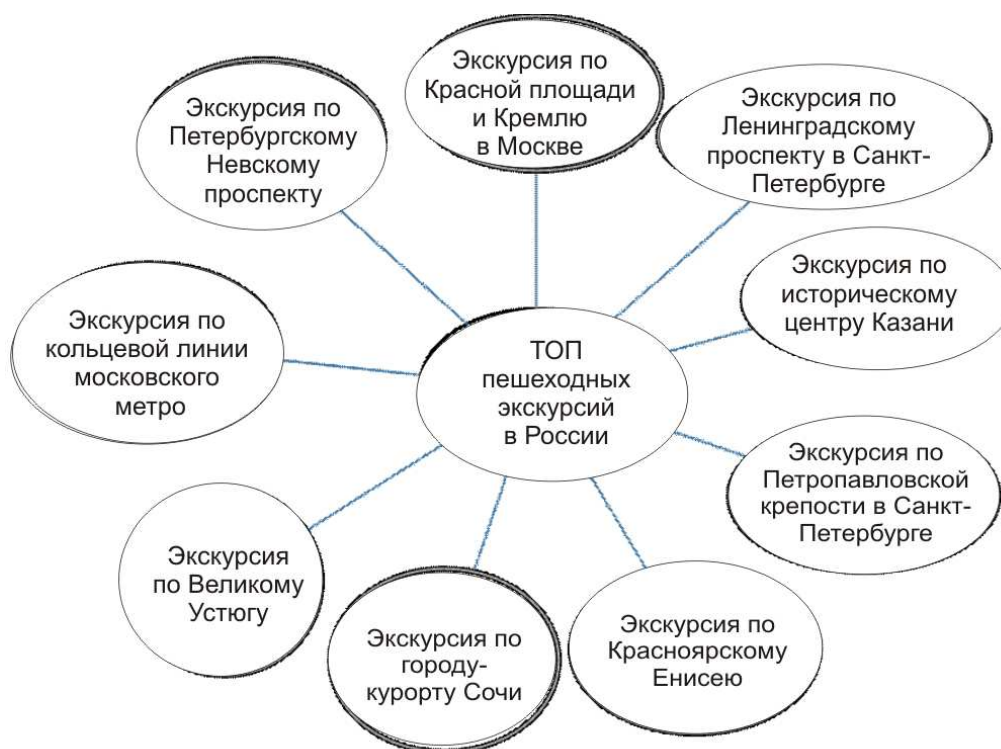 Экскурсия по
Петербургскому
Невскому
проспекту
Экскурсия по
Красной площади
и Кремлю
в Москве
Экскурсия по
Ленинградскому
проспекту в Санкт-
Петербурге
Экскурсия по
историческому
центру Казани
Экскурсия по
кольцевой линии
московского
метро
ТОП
пешеходных
экскурсий
в России
Экскурсия по
Петропавловской
крепости в Санкт-
Петербурге
Экскурсия
по Великому
Устюгу
Экскурсия по
городу-
курорту Сочи
Экскурсия по
Красноярскому
Енисею